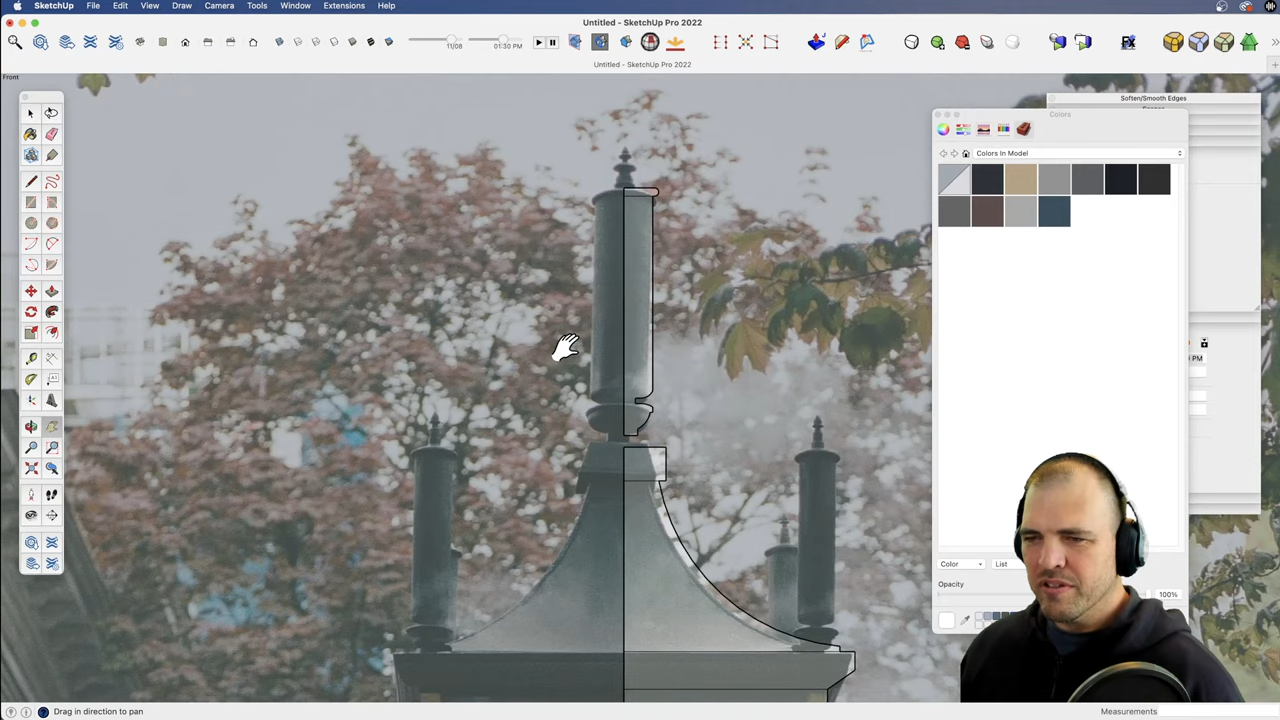 SketchUp File Edit View Draw Camera Tools Window Extensions Help
Untitled - SketchUp Pro 2022
11/08 01:30 PM
Untitled - SketchUp Pro 2022
Front
Soften/Smooth Edges
Colors
Colors In Model
PM
Color List
Opacity
100%
Drag in direction to pan
Measurements